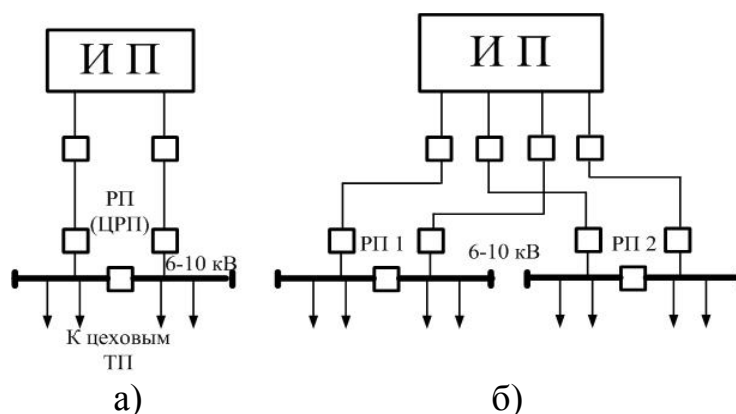 И П
РП
(ЦРП)
6-10 кВ
К цеховым
ТП
а)
И П
РП 1
6-10 кВ
РП 2
б)